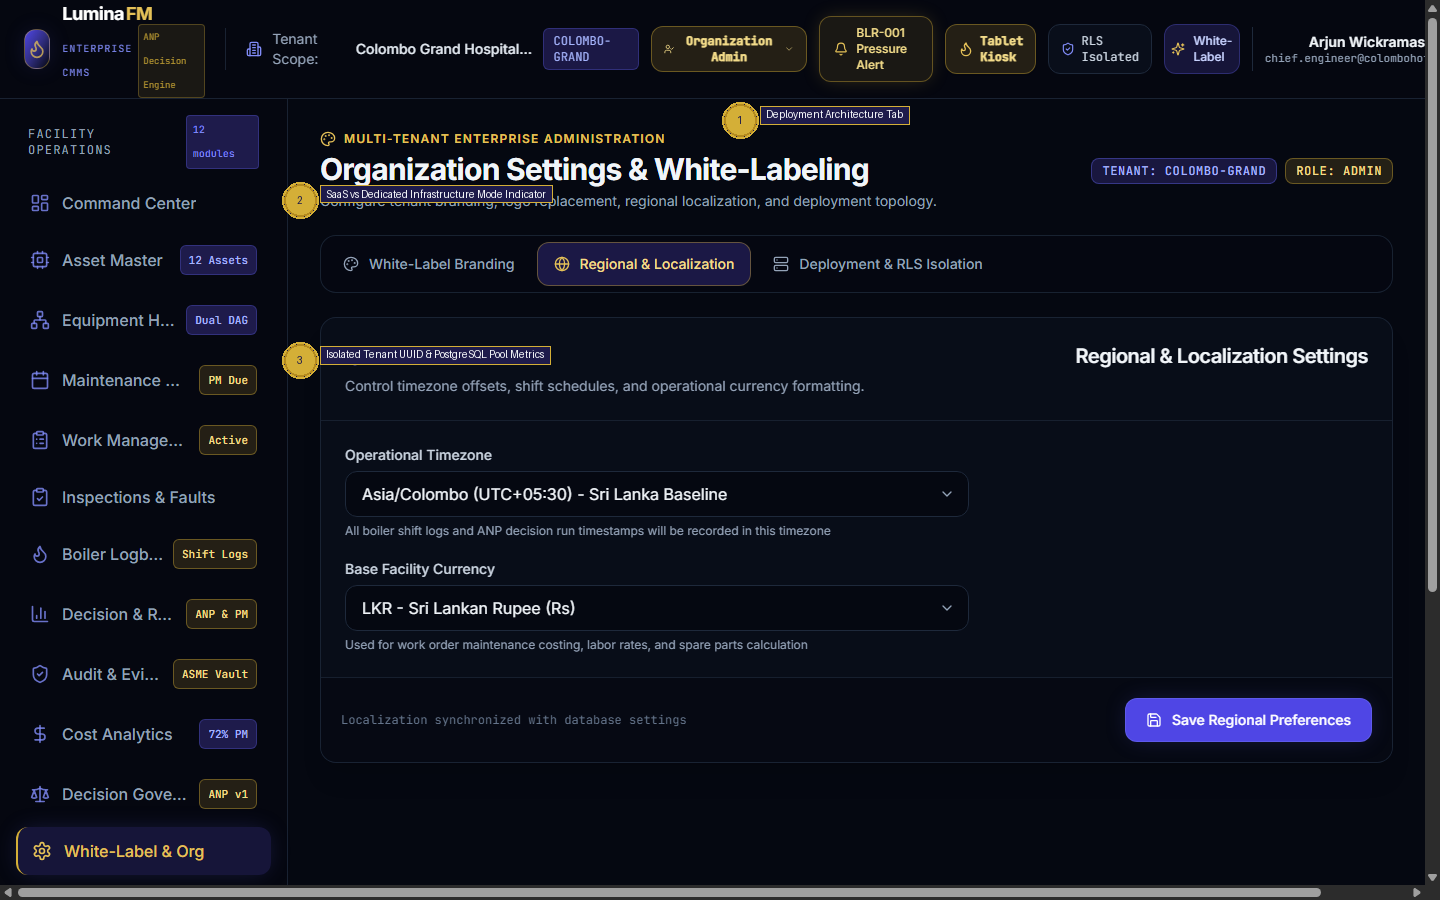 LuminaFM
ENTERPRISE
CMMS
ANP
Decision
Engine
Tenant
Scope:
Colombo Grand Hospital...
COLOMBO-
GRAND
Organization
Admin
BLR-001
Pressure
Alert
Tablet
Kiosk
RLS
Isolated
White-
Label
Arjun Wickramas
chief.engineer@colomboho
FACILITY
OPERATIONS
12
modules
Command Center
Asset Master
12 Assets
Equipment H...
Dual DAG
Maintenance ...
PM Due
Work Manage...
Active
Inspections & Faults
Boiler Logb...
Shift Logs
Decision & R...
ANP & PM
Audit & Evi...
ASME Vault
Cost Analytics
72% PM
Decision Gove...
ANP v1
White-Label & Org
1
Deployment Architecture Tab
MULTI-TENANT ENTERPRISE ADMINISTRATION
Organization Settings & White-Labeling
TENANT: COLOMBO-GRAND
ROLE: ADMIN
2
SaaS vs Dedicated Infrastructure Mode Indicator
replacement, regional localization, and deployment topology.
White-Label Branding
Regional & Localization
Deployment & RLS Isolation
3
Isolated Tenant UUID & PostgreSQL Pool Metrics
Regional & Localization Settings
Control timezone offsets, shift schedules, and operational currency formatting.
Operational Timezone
Asia/Colombo (UTC+05:30) - Sri Lanka Baseline
All boiler shift logs and ANP decision run timestamps will be recorded in this timezone
Base Facility Currency
LKR - Sri Lankan Rupee (Rs)
Used for work order maintenance costing, labor rates, and spare parts calculation
Localization synchronized with database settings
Save Regional Preferences